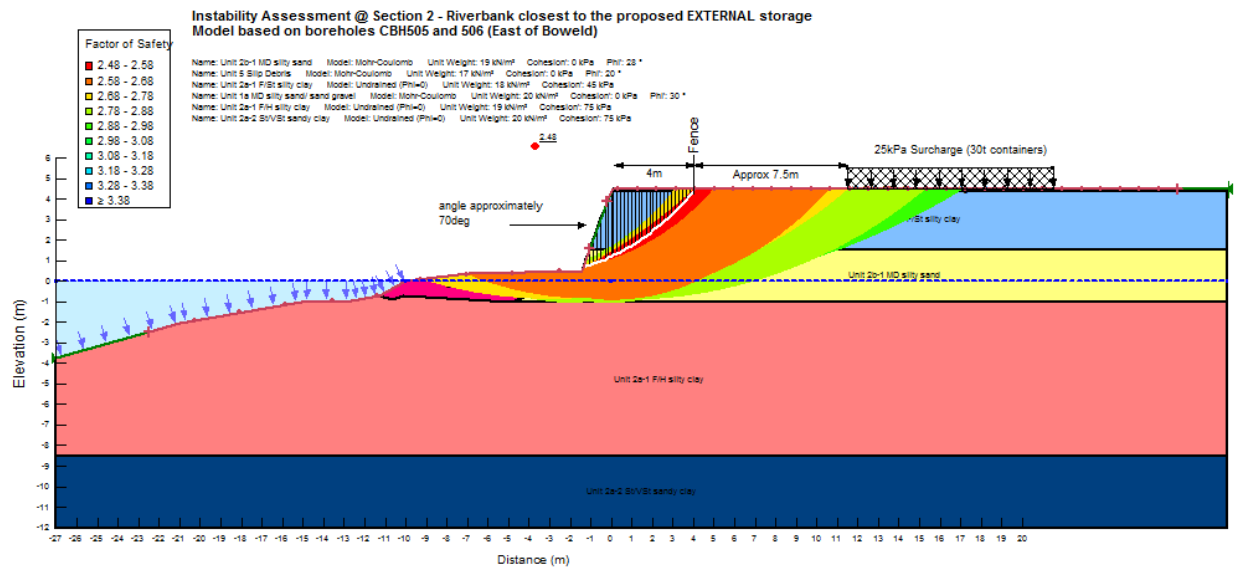 Instability Assessment @ Section 2 - Riverbank closest to the proposed EXTERNAL storage
Model based on boreholes CBH505 and 506 (East of Boweld)
Factor of Safety
2.48 - 2.58
2.58 - 2.68
2.68 - 2.78
2.78 - 2.88
2.88 - 2.98
2.98 - 3.08
3.08 - 3.18
3.18 - 3.28
3.28 - 3.38
≥ 3.38
Name: Unit 2b-1 MD silty sand Model: Mohr-Coulomb Unit Weight: 19 kN/m³ Cohesion': 0 kPa Phi': 28 °
Name: Unit 5 Slip Debris Model: Mohr-Coulomb Unit Weight: 17 kN/m³ Cohesion': 0 kPa Phi': 20 °
Name: Unit 2a-1 F/St silty clay Model: Undrained (Phi=0) Unit Weight: 18 kN/m³ Cohesion': 45 kPa
Name: Unit 1a MD silty sand/ sand gravel Model: Mohr-Coulomb Unit Weight: 20 kN/m³ Cohesion': 0 kPa Phi': 30 °
Name: Unit 2a-1 F/H silty clay Model: Undrained (Phi=0) Unit Weight: 19 kN/m³ Cohesion': 75 kPa
Name: Unit 2a-2 St/VSt sandy clay Model: Undrained (Phi=0) Unit Weight: 20 kN/m³ Cohesion': 75 kPa
2.48
Fence
25kPa Surcharge (30t containers)
4m
Approx 7.5m
angle approximately
70deg
/St silty clay
Unit 2b-1 MD silty sand
Unit 2a-1 F/H silty clay
Unit 2a-2 St/VSt sandy clay
Elevation (m)
6
5
4
3
2
1
0
-1
-2
-3
-4
-5
-6
-7
-8
-9
-10
-11
-12
-27 -26 -25 -24 -23 -22 -21 -20 -19 -18 -17 -16 -15 -14 -13 -12 -11 -10 -9 -8 -7 -6 -5 -4 -3 -2 -1 0 1 2 3 4 5 6 7 8 9 10 11 12 13 14 15 16 17 18 19 20
Distance (m)